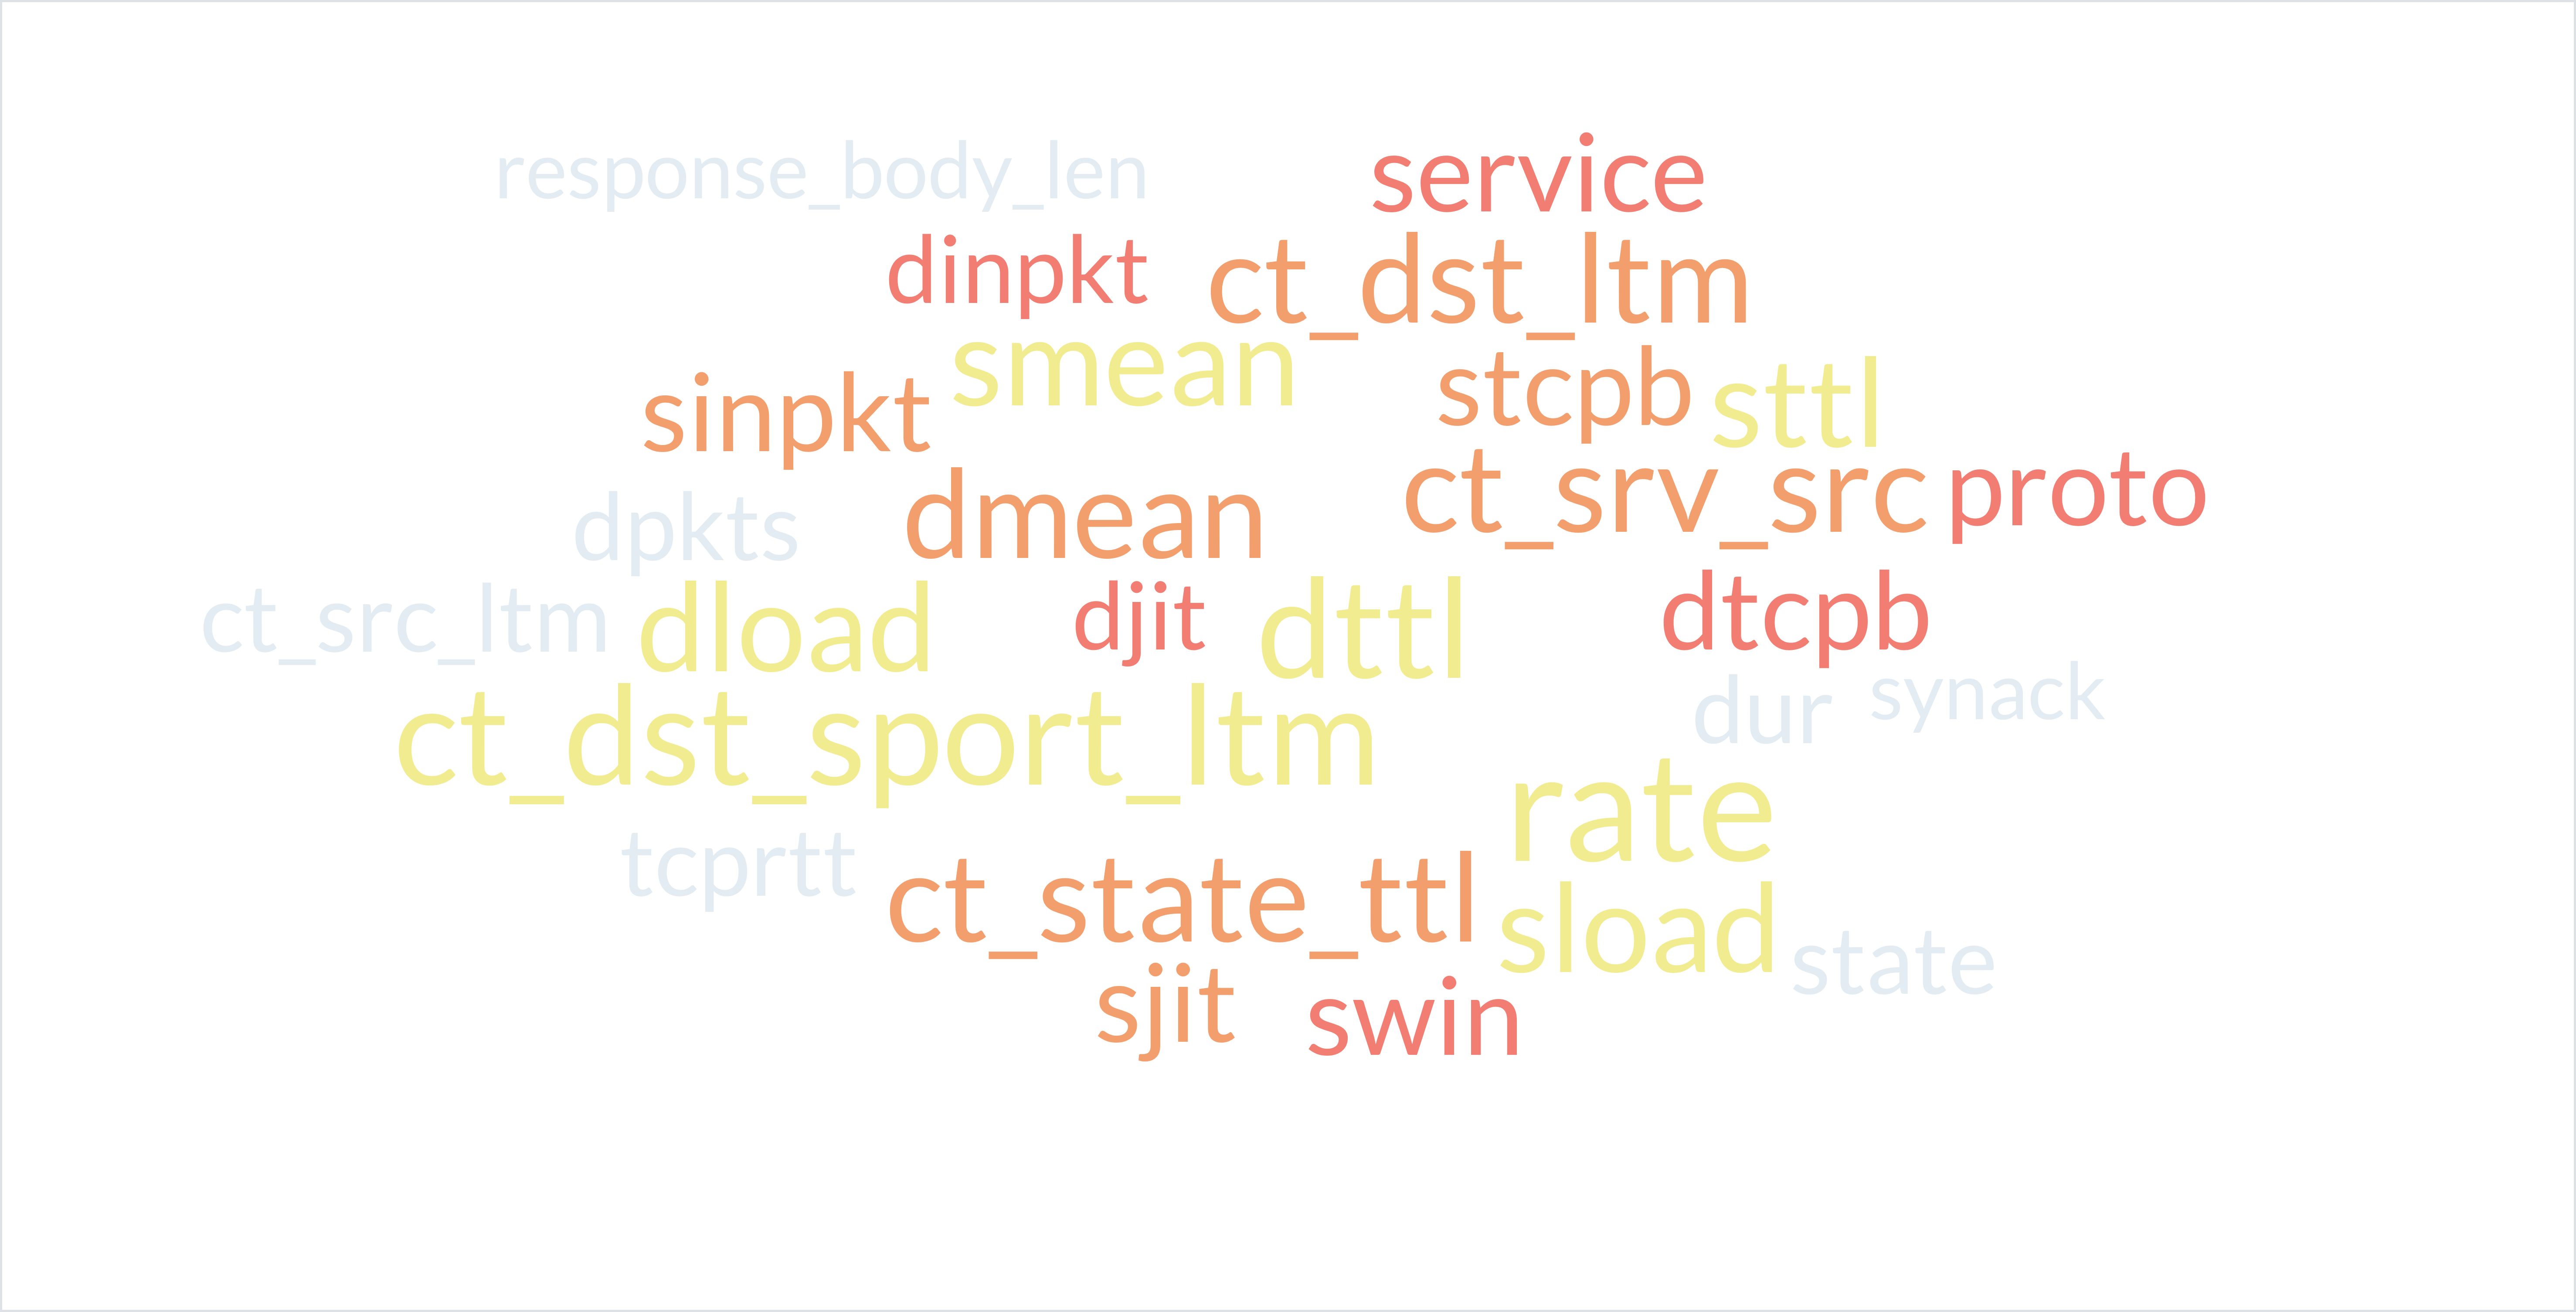 response_body_len service
dinpkt ct_dst_ltm
smean stcpb sttl
sinpkt
dmean ct_srv_src proto
dpkts
ct_src_ltm dload djit dttl dtcpb
dur synack
ct_dst_sport_ltm
rate
tcprtt ct_state_ttl
sload state
sjit swin